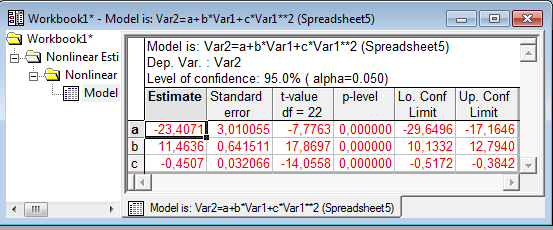 Workbook1* - Model is: Var2=a+b*Var1+c*Var1**2 (Spreadsheet5)
Workbook1*
Nonlinear Esti
Nonlinear
Model
Model is: Var2=a+b*Var1+c*Var1**2 (Spreadsheet5)
Dep. Var. : Var2
Level of confidence: 95.0% ( alpha=0.050)
Estimate Standard error t-value df = 22 p-level Lo. Conf Limit Up. Conf Limit
a -23,4071 3,010055 -7,7763 0,000000 -29,6496 -17,1646
b 11,4636 0,641511 17,8697 0,000000 10,1332 12,7940
c -0,4507 0,032066 -14,0558 0,000000 -0,5172 -0,3842
Model is: Var2=a+b*Var1+c*Var1**2 (Spreadsheet5)